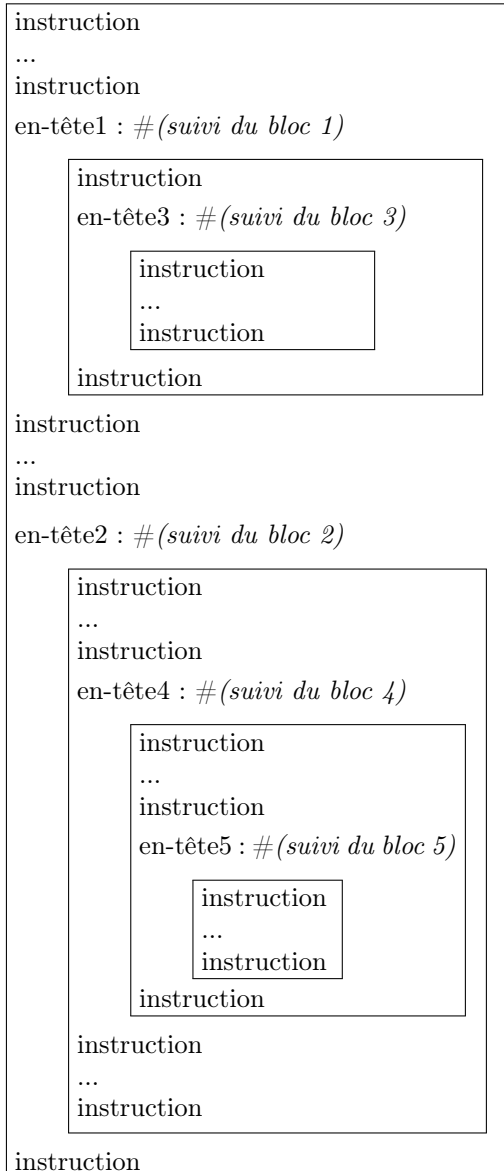 instruction
...
instruction
en-tête1 : #(suivi du bloc 1)
instruction
en-tête3 : #(suivi du bloc 3)
instruction
...
instruction
instruction
instruction
...
instruction
en-tête2 : #(suivi du bloc 2)
instruction
...
instruction
en-tête4 : #(suivi du bloc 4)
instruction
...
instruction
en-tête5 : #(suivi du bloc 5)
instruction
...
instruction
instruction
instruction
...
instruction
instruction